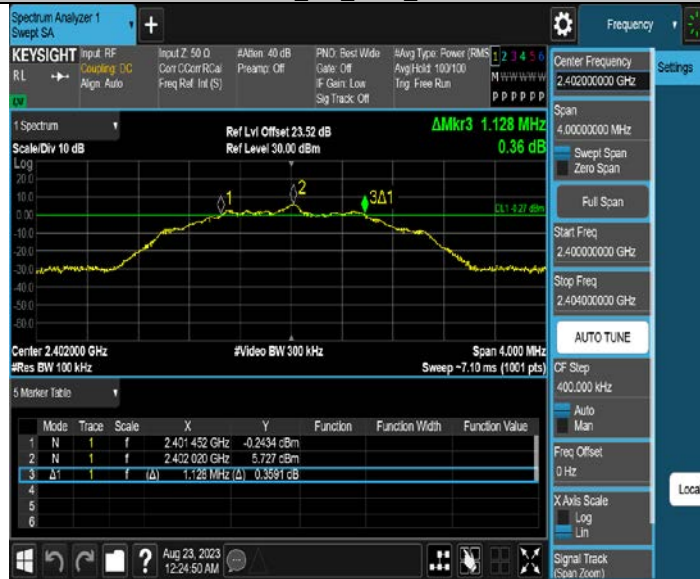 Spectrum Analyzer 1
Swept SA
+
Frequency
KEYSIGHT
RL
Input: RF
Coupling: DC
Align: Auto
Input Z: 50 Ω
Corr CCorr RCal
Freq Ref: Int (S)
#Atten: 40 dB
Preamp: Off
PNO: Best Wide
Gate: Off
IF Gain: Low
Sig Track: Off
#Avg Type: Power (RMS
Avg|Hold: 100/100
Trig: Free Run
1 2 3 4 5 6
M W W W W W
P P P P P P
1 Spectrum
Scale/Div 10 dB
Ref Lvl Offset 23.52 dB
Ref Level 30.00 dBm
ΔMkr3 1.128 MHz
0.36 dB
Log
20.0
10.0
0.00
-10.0
-20.0
-30.0
-40.0
-50.0
-60.0
1
2
3Δ1
DL1 -0.27 dBm
Center 2.402000 GHz
#Res BW 100 kHz
#Video BW 300 kHz
Span 4.000 MHz
Sweep ~7.10 ms (1001 pts)
5 Marker Table
Mode Trace Scale X Y Function Function Width Function Value
1 N 1 f 2.401 452 GHz -0.2434 dBm
2 N 1 f 2.402 020 GHz 5.727 dBm
3 Δ1 1 f (Δ) 1.128 MHz (Δ) 0.3591 dB
4
5
6
?
Aug 23, 2023
12:24:50 AM
Center Frequency
2.402000000 GHz
Settings
Span
4.00000000 MHz
Swept Span
Zero Span
Full Span
Start Freq
2.400000000 GHz
Stop Freq
2.404000000 GHz
AUTO TUNE
CF Step
400.000 kHz
Auto
Man
Freq Offset
0 Hz
X Axis Scale
Log
Lin
Local
Signal Track
(Span Zoom)